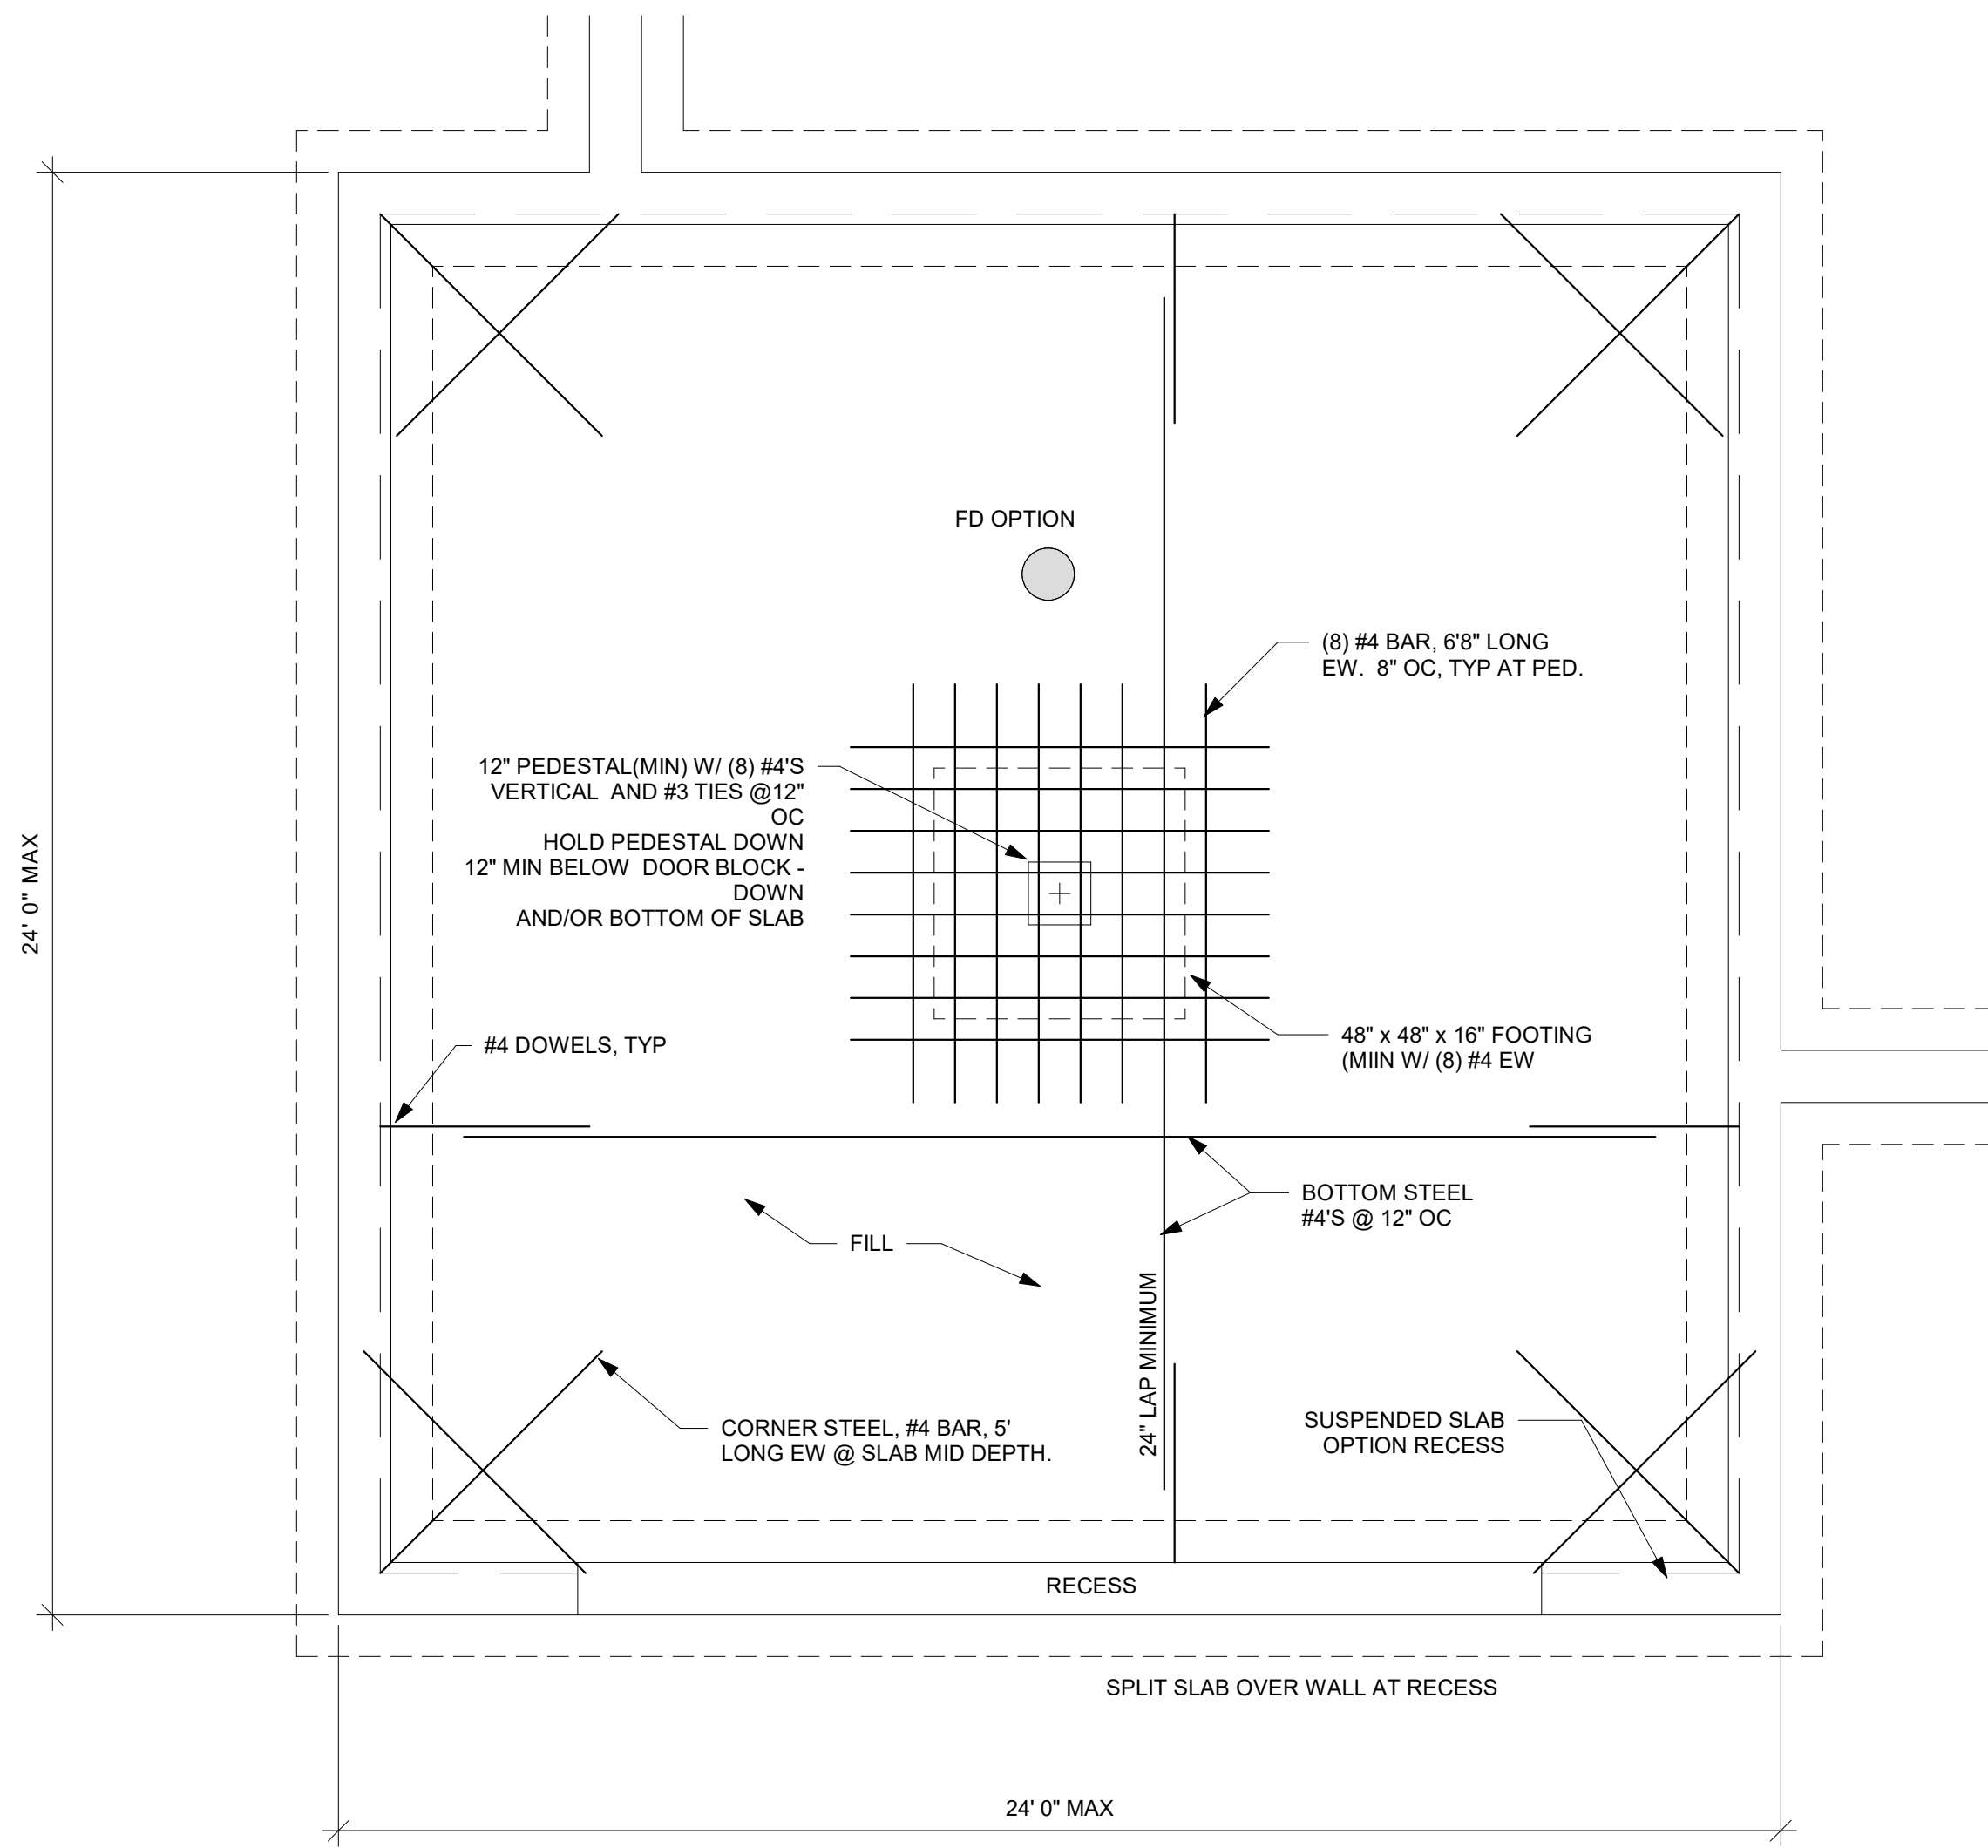 FD OPTION
(8) #4 BAR, 6'8" LONG
EW.  8" OC, TYP AT PED.
12" PEDESTAL(MIN) W/ (8) #4'S
VERTICAL  AND #3 TIES @12"
OC
HOLD PEDESTAL DOWN
12" MIN BELOW  DOOR BLOCK -
DOWN
AND/OR BOTTOM OF SLAB
24' 0" MAX
#4 DOWELS, TYP
48" x 48" x 16" FOOTING
(MIIN W/ (8) #4 EW
BOTTOM STEEL
#4'S @ 12" OC
FILL
24" LAP MINIMUM
CORNER STEEL, #4 BAR, 5'
LONG EW @ SLAB MID DEPTH.
SUSPENDED SLAB
OPTION RECESS
RECESS
SPLIT SLAB OVER WALL AT RECESS
24' 0" MAX